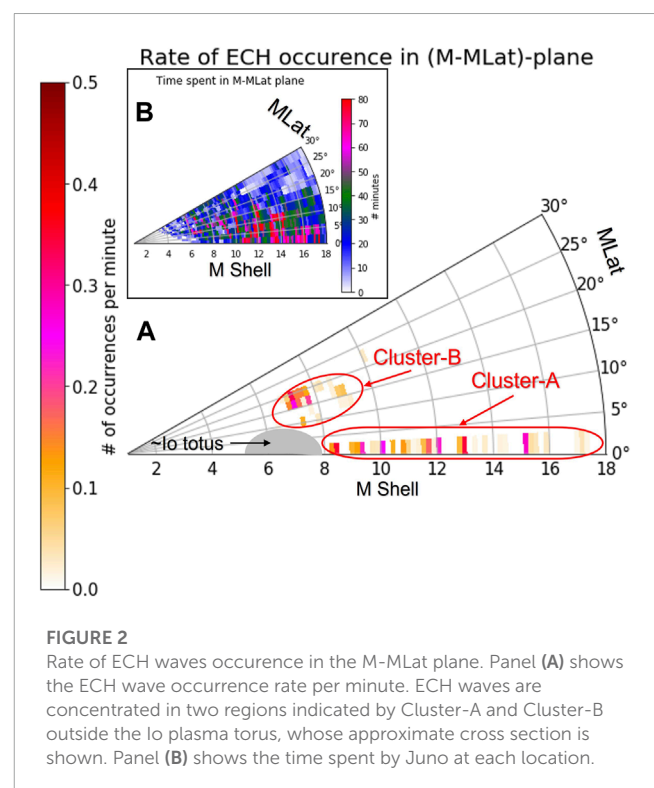 Rate of ECH occurence in (M-MLat)-plane
Time spent in M-MLat plane
B
MLat
30°
25°
20°
15°
10°
5°
0°
2 4 6 8 10 12 14 16 18
M Shell
80
70
60
50
40
30
20
10
0
# minutes
0.5
0.4
0.3
0.2
0.1
0.0
# of occurrences per minute
A
30°
25°
20°
15°
10°
5°
0°
MLat
Cluster-B
Cluster-A
~Io totus
2 4 6 8 10 12 14 16 18
M Shell
FIGURE 2
Rate of ECH waves occurence in the M-MLat plane. Panel (A) shows
the ECH wave occurrence rate per minute. ECH waves are
concentrated in two regions indicated by Cluster-A and Cluster-B
outside the Io plasma torus, whose approximate cross section is
shown. Panel (B) shows the time spent by Juno at each location.